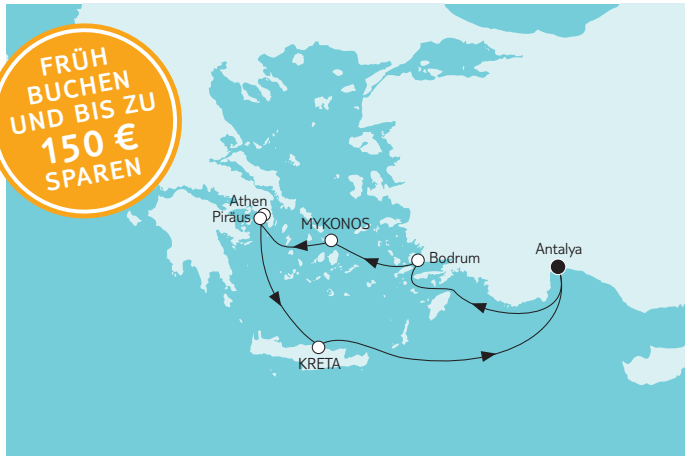 FRÜH
BUCHEN
UND BIS ZU
150 €
SPAREN
Athen
Piräus
MYKONOS
Bodrum
Antalya
KRETA